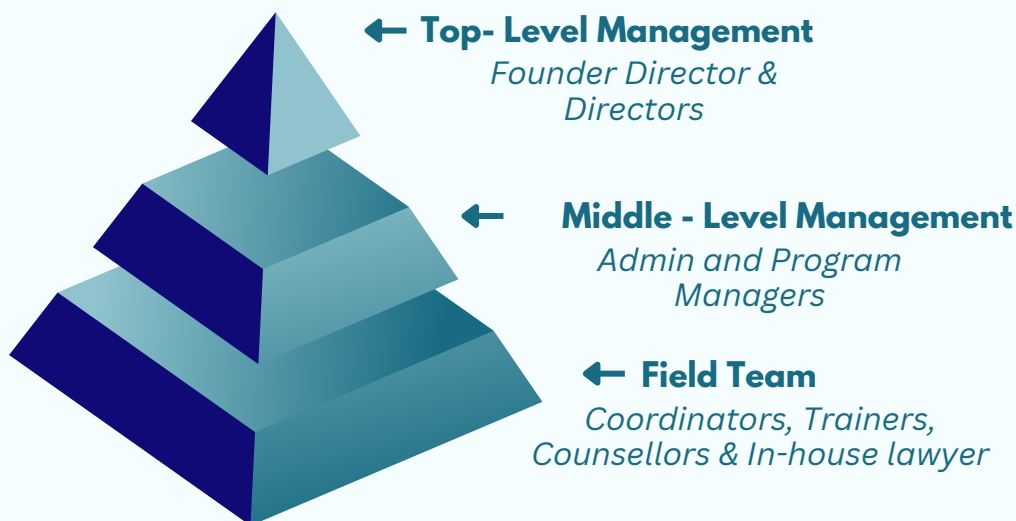 Top- Level Management
Founder Director &
Directors
Middle - Level Management
Admin and Program
Managers
Field Team
Coordinators, Trainers,
Counsellors & In-house lawyer